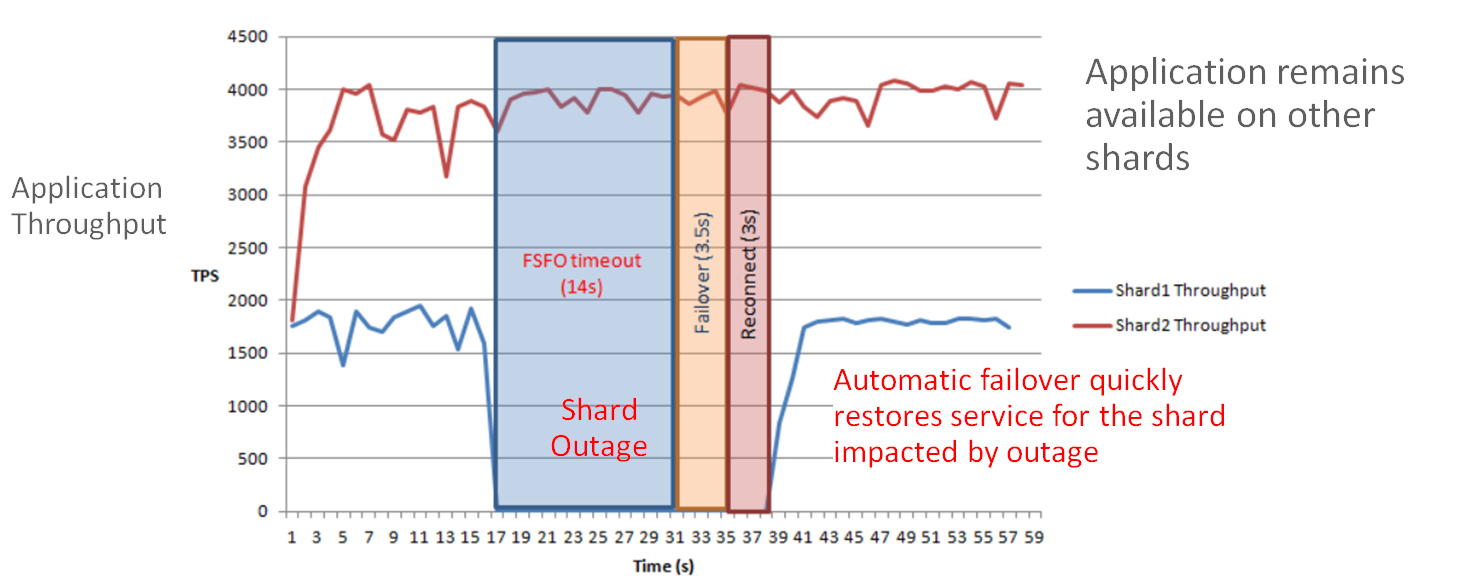 Application
Throughput
TPS
4500
4000
3500
3000
2500
2000
1500
1000
500
0
FSFO timeout
(14s)
Shard
Outage
Failover (3.5s)
Reconnect (3s)
1 3 5 7 9 11 13 15 17 19 21 23 25 27 29 31 33 35 37 39 41 43 45 47 49 51 53 55 57 59
Time (s)
Application remains
available on other
shards
Shard1 Throughput
Shard2 Throughput
Automatic failover quickly
restores service for the shard
impacted by outage